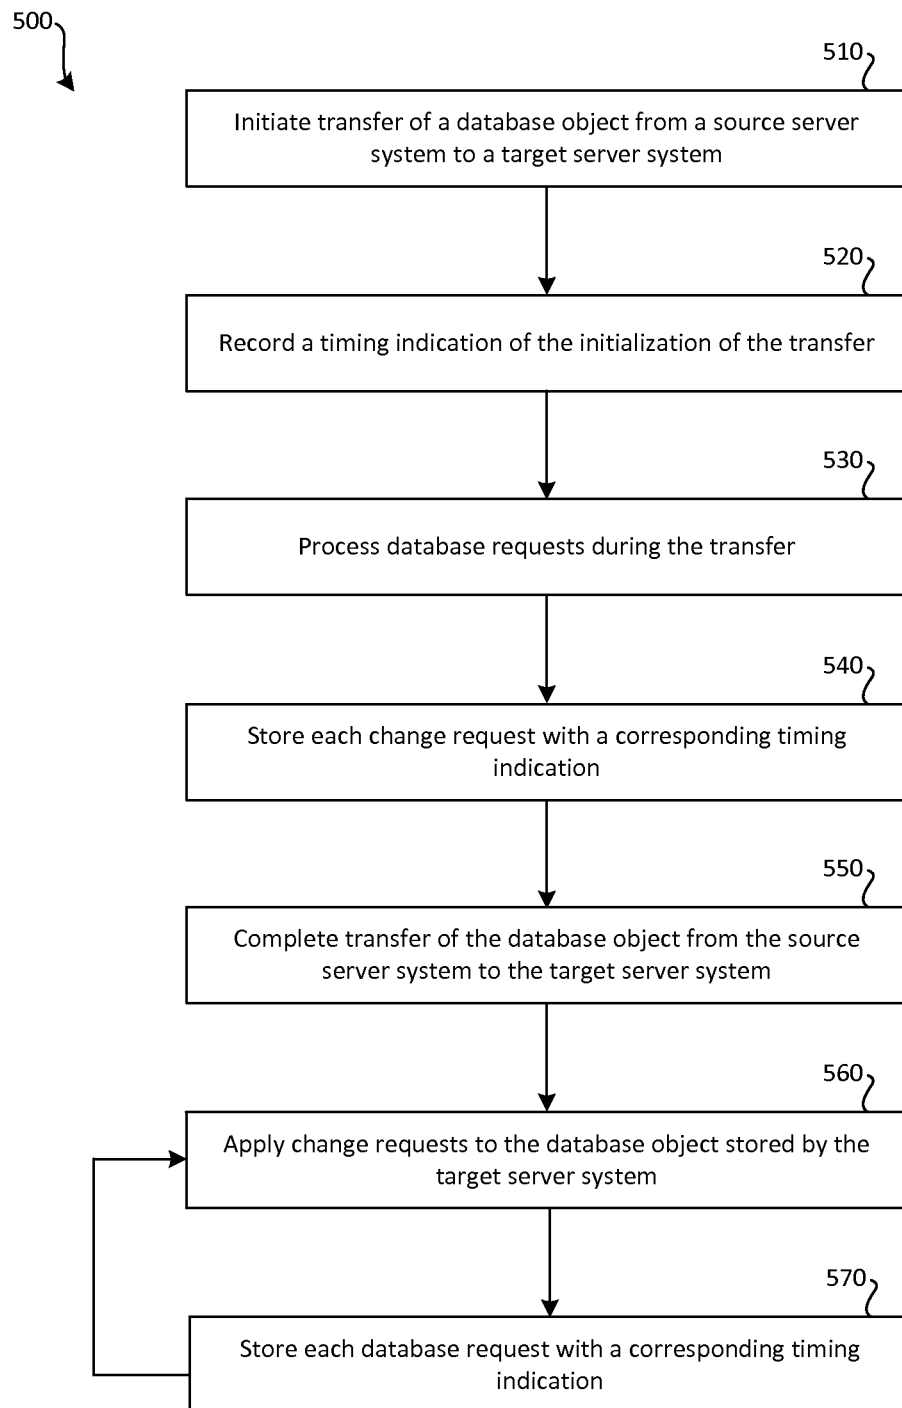 500
510
Initiate transfer of a database object from a source server
system to a target server system
520
Record a timing indication of the initialization of the transfer
530
Process database requests during the transfer
540
Store each change request with a corresponding timing
indication
550
Complete transfer of the database object from the source
server system to the target server system
560
Apply change requests to the database object stored by the
target server system
570
Store each database request with a corresponding timing
indication